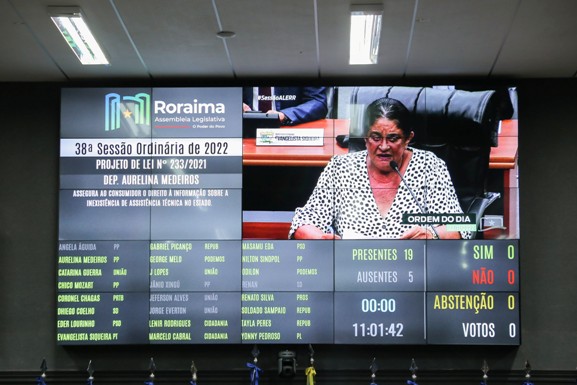 Roraima
Assembleia Legislativa
O Poder do Povo
38ª Sessão Ordinária de 2022
PROJETO DE LEI Nº 233/2021
DEP. AURELINA MEDEIROS
ASSEGURA AO CONSUMIDOR O DIREITO À INFORMAÇÃO SOBRE A
INEXISTÊNCIA DE ASSISTÊNCIA TÉCNICA NO ESTADO.
#SessãoALERR
EVANGELISTA SIQUEIRA
ORDEM DO DIA
ANGELA ÁGUIDA PP GABRIEL PICANÇO REPUB MASAMU EDA PSD
AURELINA MEDEIROS PP GEORGE MELO PODEMOS NILTON SINDPOL PP
CATARINA GUERRA UNIÃO J LOPES UNIÃO ODILON PODEMOS
CHICO MOZART PP JÂNIO XINGÚ PP RENAN SD
CORONEL CHAGAS PRTB JEFERSON ALVES UNIÃO RENATO SILVA PROS
DHIEGO COELHO SD JORGE EVERTON UNIÃO SOLDADO SAMPAIO REPUB
EDER LOURINHO PSD LENIR RODRIGUES CIDADANIA TAYLA PERES REPUB
EVANGELISTA SIQUEIRA PT MARCELO CABRAL CIDADANIA YONNY PEDROSO PL
PRESENTES 19
AUSENTES 5
00:00
11:01:42
SIM 0
NÃO 0
ABSTENÇÃO 0
VOTOS 0